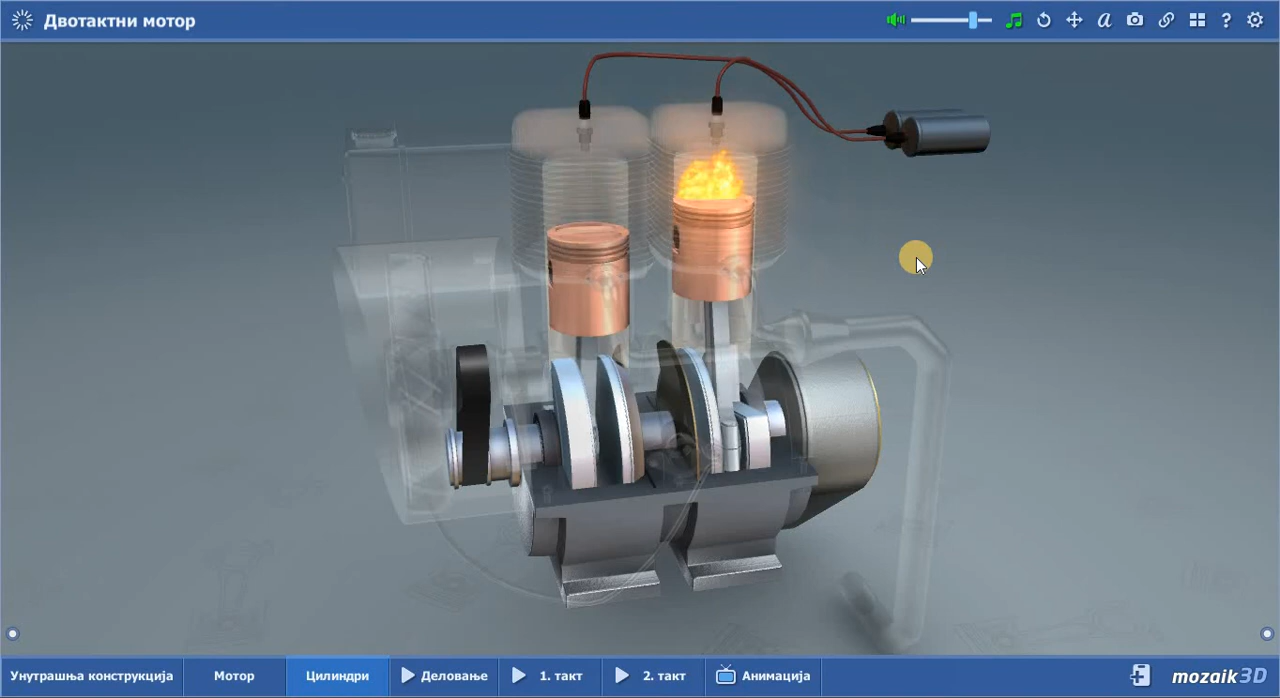 Двотактни мотор
a
?
Унутрашња конструкција
Мотор
Цилиндри
Деловање
1. такт
2. такт
Анимација
mozaik3D